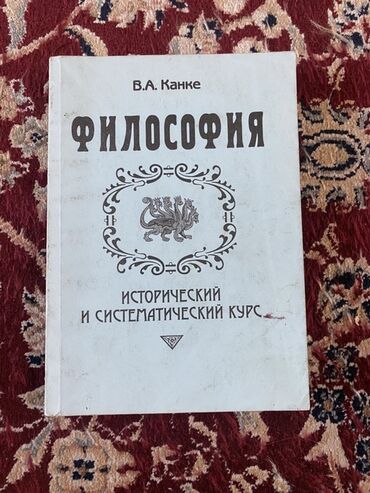 В.А. Канке
ФИЛОСОФИЯ
ИСТОРИЧЕСКИЙ
И СИСТЕМАТИЧЕСКИЙ КУРС